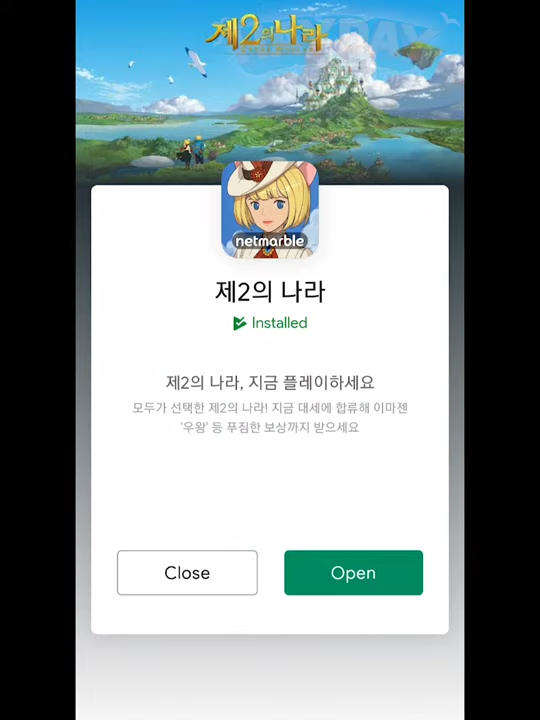 제2의나라
netmarble
제2의 나라
Installed
제2의 나라, 지금 플레이하세요
모두가 선택한 제2의 나라! 지금 대세에 합류해 이마젠
'우왕' 등 푸짐한 보상까지 받으세요
Close
Open